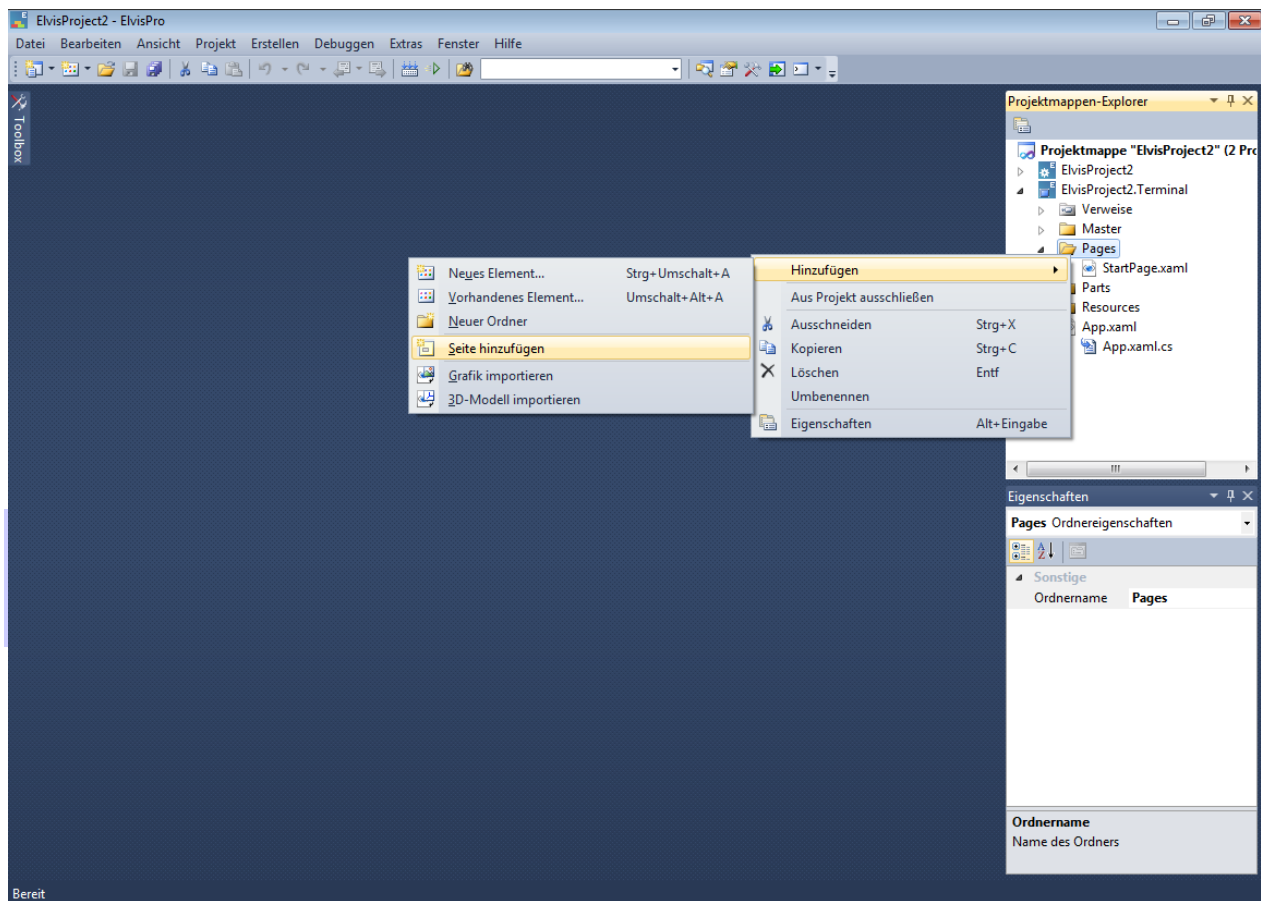 ElvisProject2 - ElvisPro
Datei Bearbeiten Ansicht Projekt Erstellen Debuggen Extras Fenster Hilfe
Toolbox
Projektmappen-Explorer
Projektmappe "ElvisProject2" (2 Pro
ElvisProject2
ElvisProject2.Terminal
Verweise
Master
Pages
StartPage.xaml
Parts
Resources
App.xaml
App.xaml.cs
Neues Element... Strg+Umschalt+A
Vorhandenes Element... Umschalt+Alt+A
Neuer Ordner
Seite hinzufügen
Grafik importieren
3D-Modell importieren
Hinzufügen
Aus Projekt ausschließen
Ausschneiden Strg+X
Kopieren Strg+C
Löschen Entf
Umbenennen
Eigenschaften Alt+Eingabe
Eigenschaften
Pages Ordnereigenschaften
Sonstige
Ordnername Pages
Ordnername
Name des Ordners
Bereit